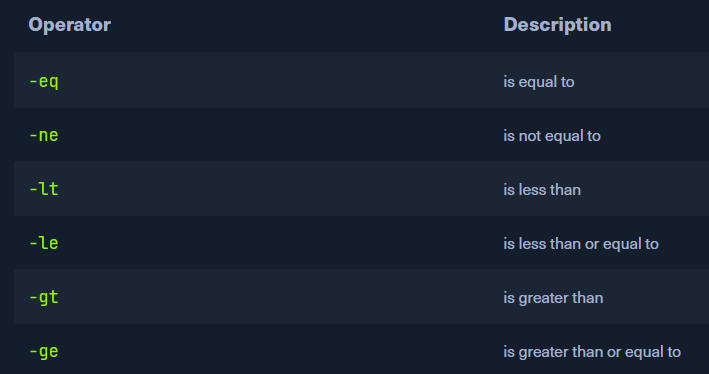 Operator Description
-eq is equal to
-ne is not equal to
-lt is less than
-le is less than or equal to
-gt is greater than
-ge is greater than or equal to